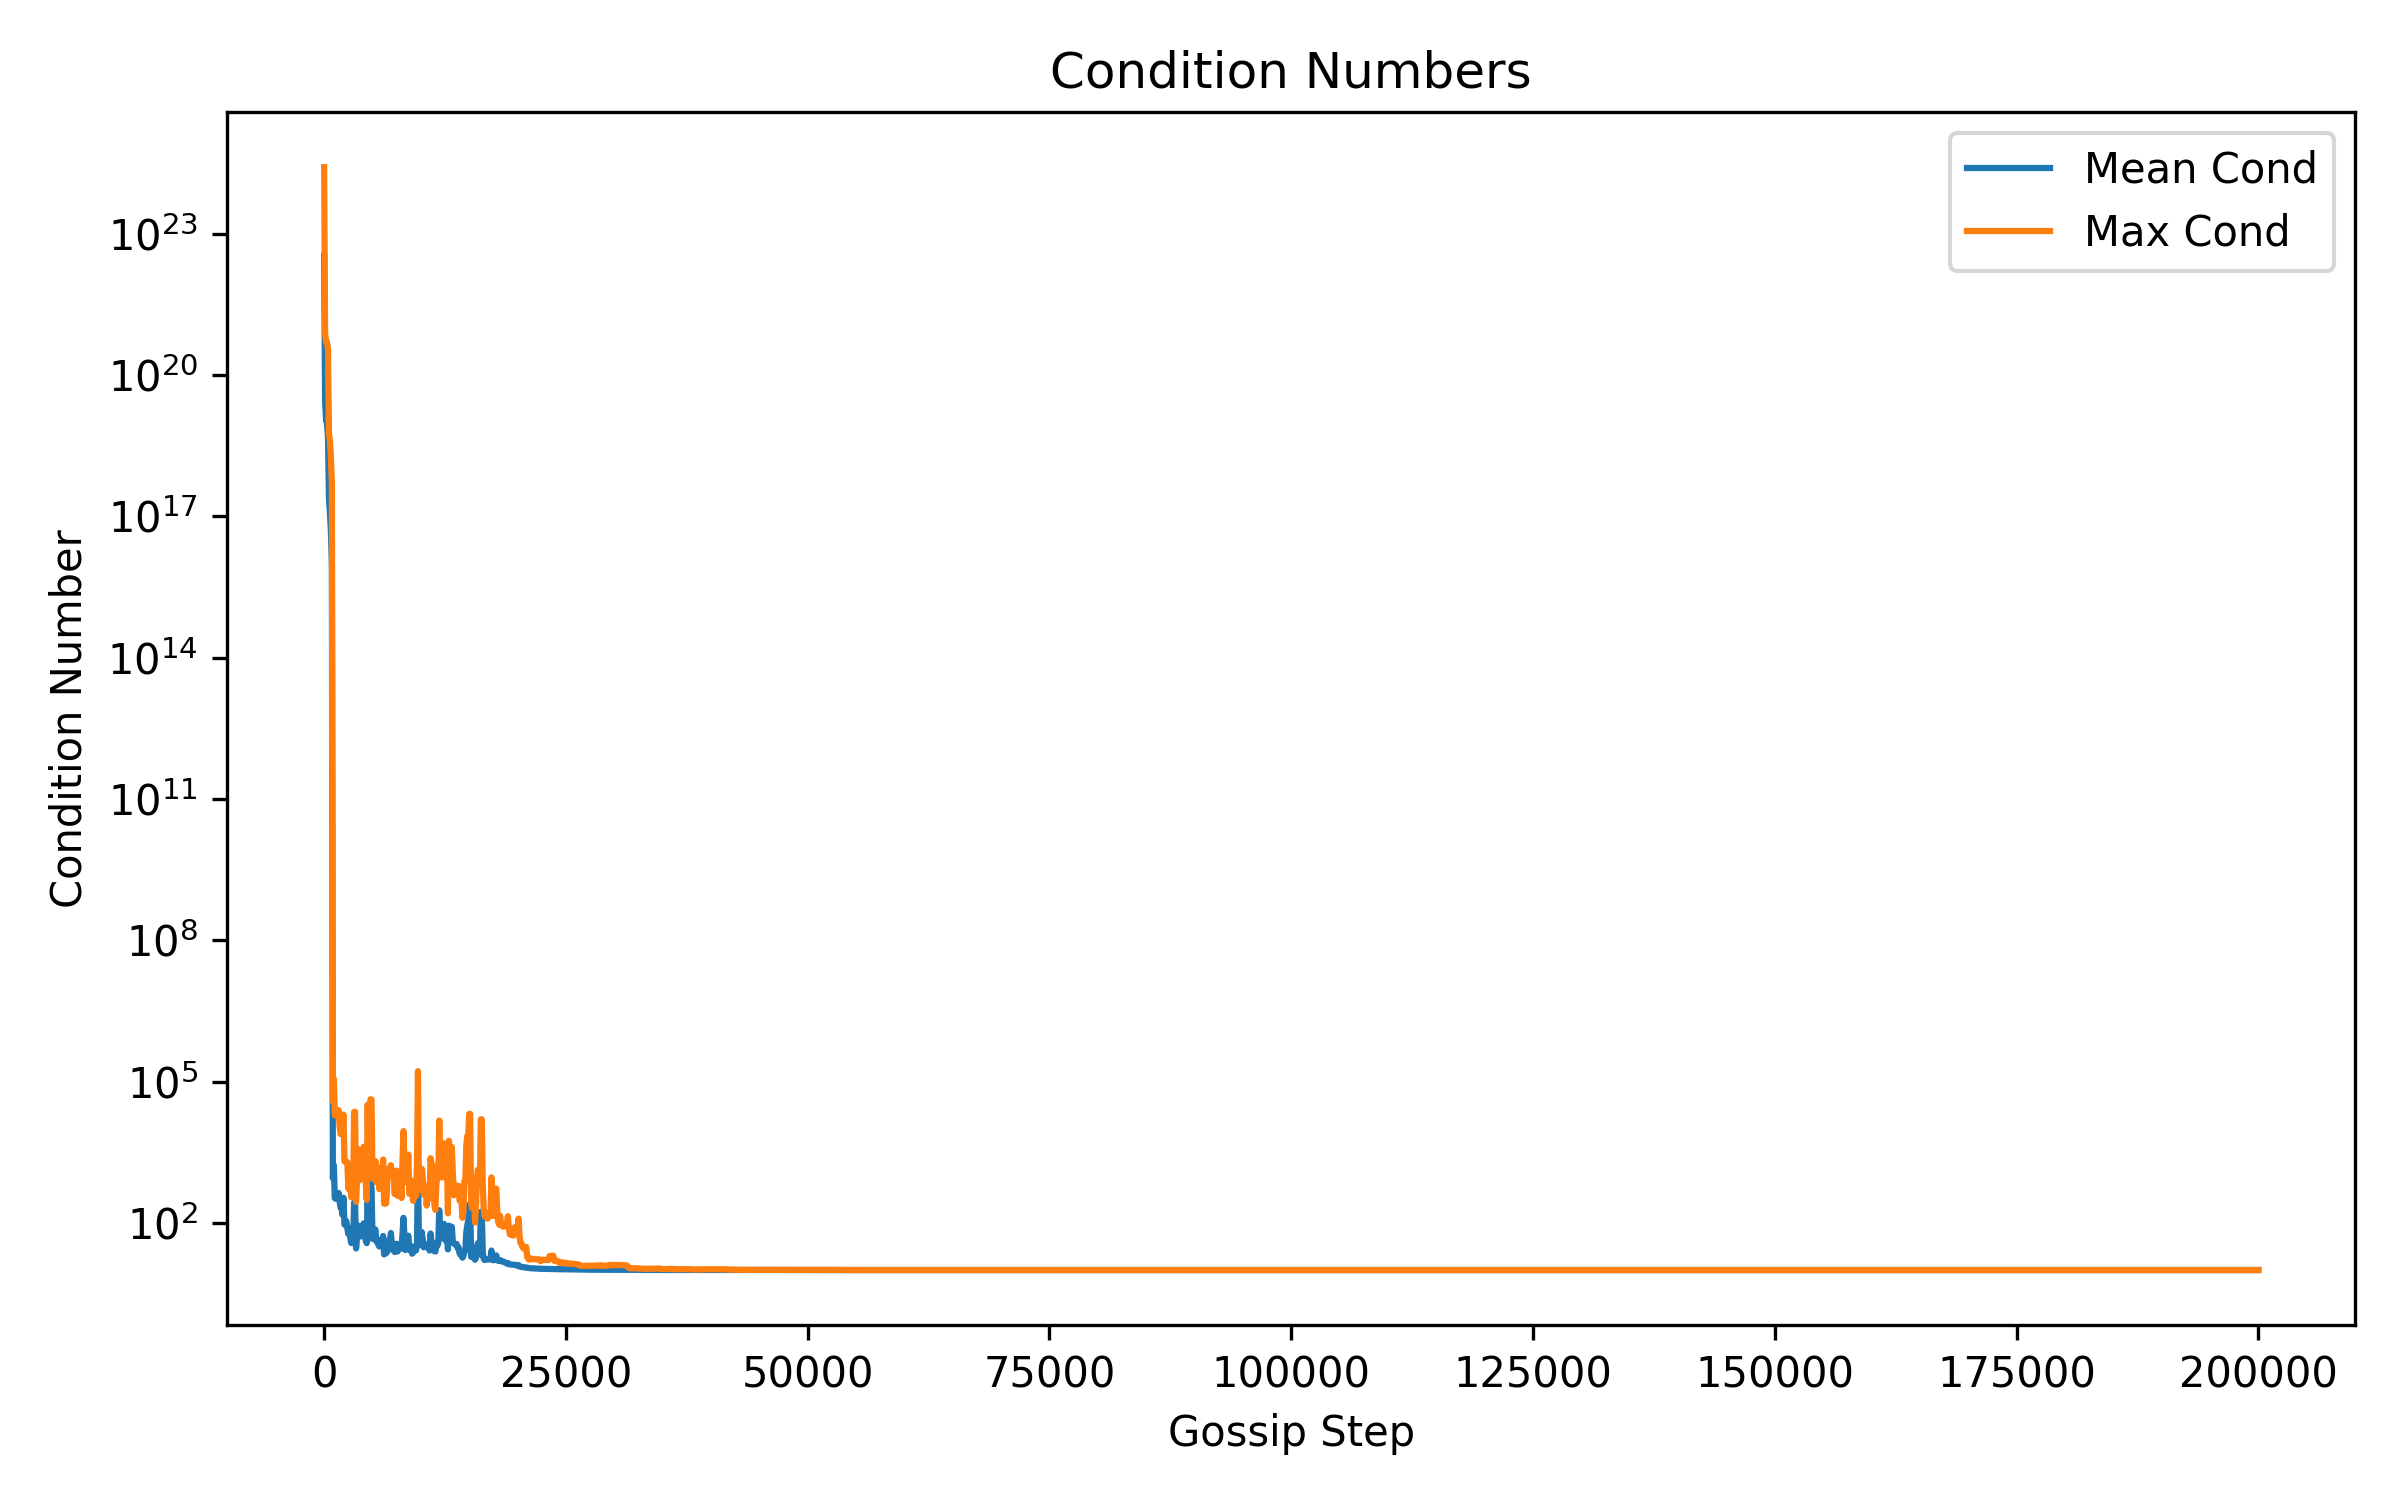 Condition Numbers
Mean Cond
Max Cond
Condition Number
10^23
10^20
10^17
10^14
10^11
10^8
10^5
10^2
0 25000 50000 75000 100000 125000 150000 175000 200000
Gossip Step